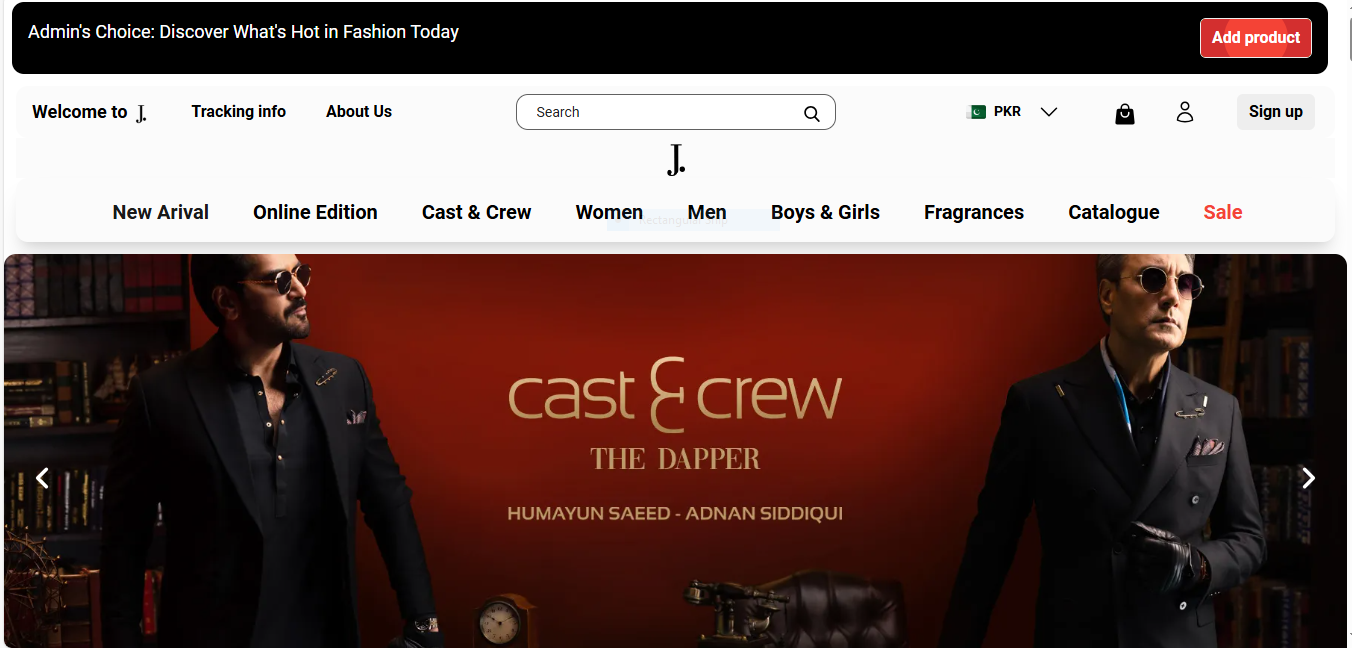 Admin's Choice: Discover What's Hot in Fashion Today
Add product
Welcome to J.
Tracking info
About Us
Search
PKR
Sign up
J.
New Arival
Online Edition
Cast & Crew
Women
Men
Boys & Girls
Fragrances
Catalogue
Sale
cast & crew
THE DAPPER
HUMAYUN SAEED - ADNAN SIDDIQUI